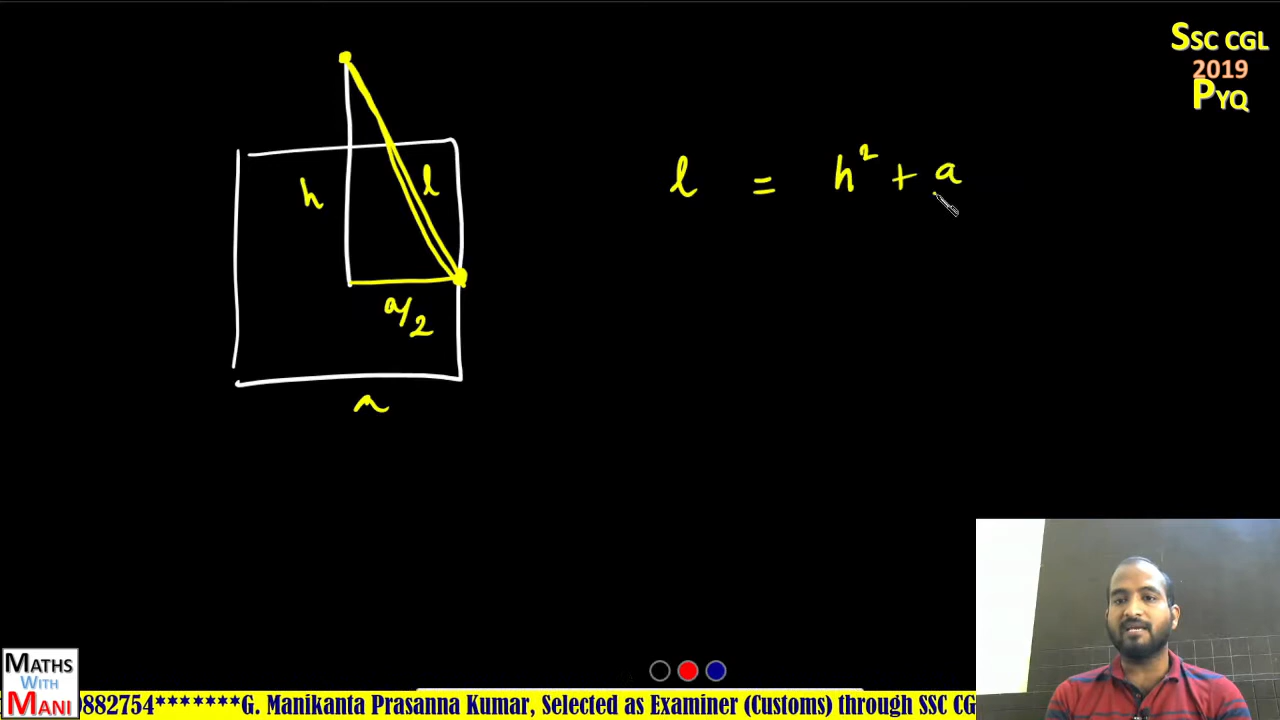 SSC CGL
2019
PYQ
h
l
a/2
a
l = h² + a
MATHS
WITH
MANI
0882754*******G. Manikanta Prasanna Kumar, Selected as Examiner (Customs) through SSC CG